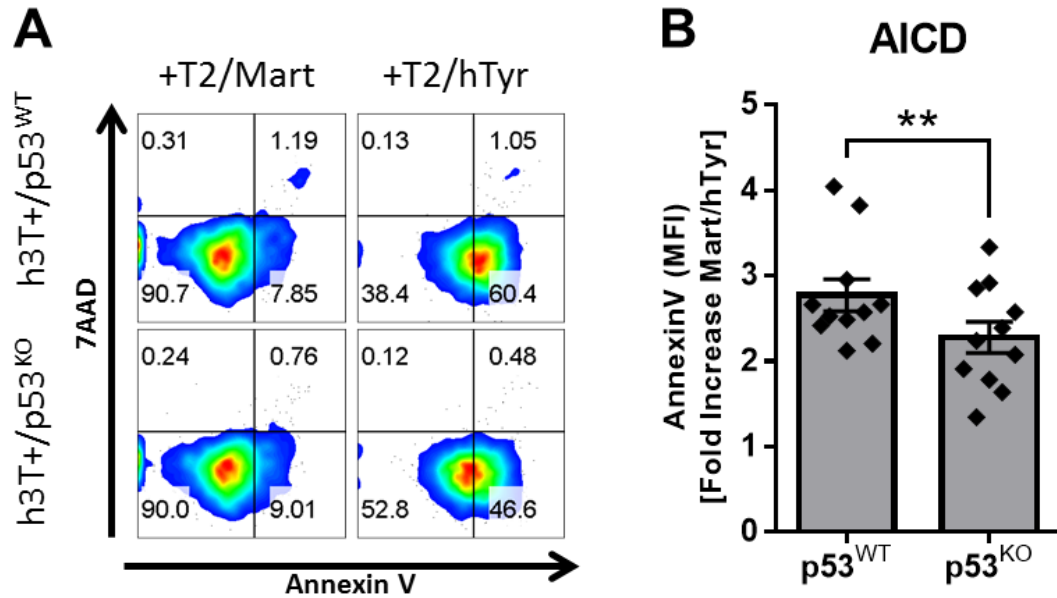 A
+T2/Mart
+T2/hTyr
h3T+/p53WT
0.31
1.19
0.13
1.05
90.7
7.85
38.4
60.4
7AAD
h3T+/p53KO
0.24
0.76
0.12
0.48
90.0
9.01
52.8
46.6
Annexin V
B
AICD
**
AnnexinV (MFI)
[Fold Increase Mart/hTyr]
5
4
3
2
1
0
p53WT
p53KO